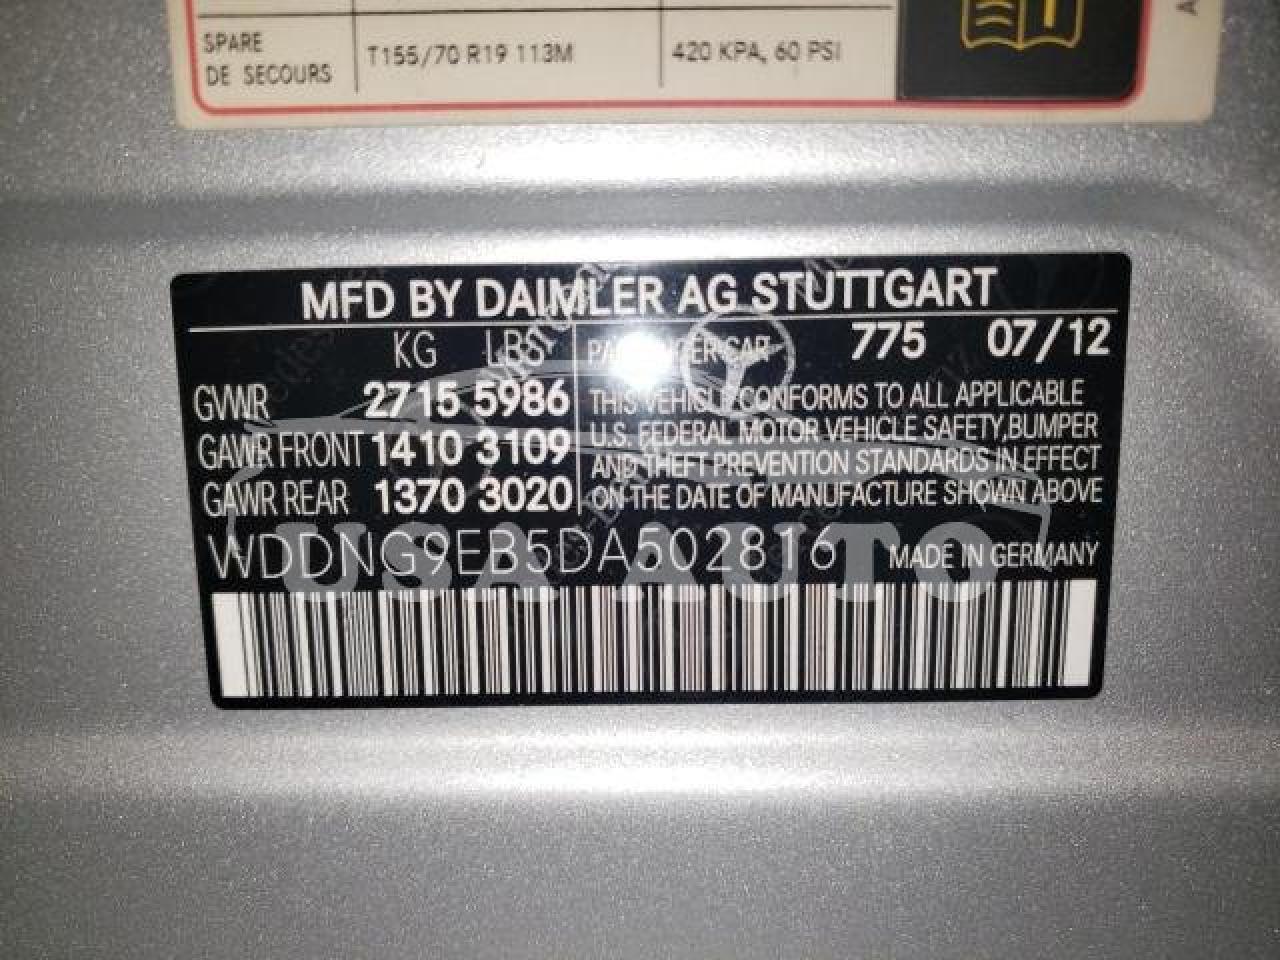 SPARE
DE SECOURS
T155/70 R19 113M
420 KPA, 60 PSI
MFD BY DAIMLER AG STUTTGART
KG LBS
GVWR 2715 5986
GAWR FRONT 1410 3109
GAWR REAR 1370 3020
PASSENGER CAR 775 07/12
THIS VEHICLE CONFORMS TO ALL APPLICABLE
U.S. FEDERAL MOTOR VEHICLE SAFETY, BUMPER
AND THEFT PREVENTION STANDARDS IN EFFECT
ON THE DATE OF MANUFACTURE SHOWN ABOVE
WDDNG9EB5DA502816 MADE IN GERMANY
USA AUTO